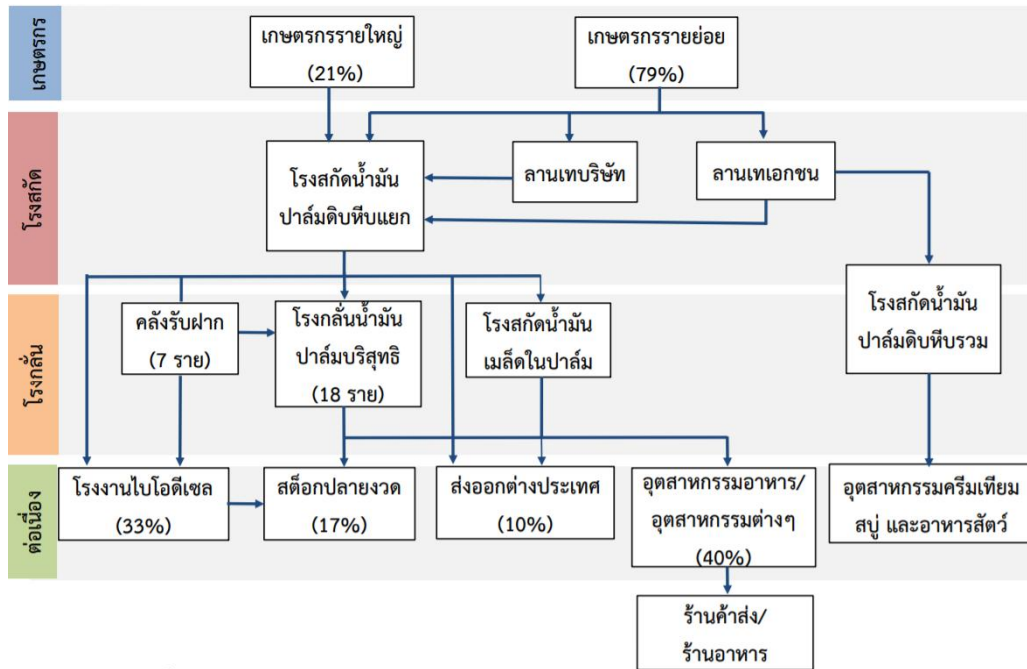 เกษตรกร
เกษตรกรรายใหญ่
(21%)
เกษตรกรรายย่อย
(79%)
โรงสกัด
โรงสกัดน้ำมัน
ปาล์มดิบหีบแยก
ลานเทบริษัท
ลานเทเอกชน
โรงกลั่น
คลังรับฝาก
(7 ราย)
โรงกลั่นน้ำมัน
ปาล์มบริสุทธิ
(18 ราย)
โรงสกัดน้ำมัน
เมล็ดในปาล์ม
โรงสกัดน้ำมัน
ปาล์มดิบหีบรวม
ต่อเนื่อง
โรงงานไบโอดีเซล
(33%)
สต็อกปลายงวด
(17%)
ส่งออกต่างประเทศ
(10%)
อุตสาหกรรมอาหาร/
อุตสาหกรรมต่างๆ
(40%)
อุตสาหกรรมครีมเทียม
สบู่ และอาหารสัตว์
ร้านค้าส่ง/
ร้านอาหาร